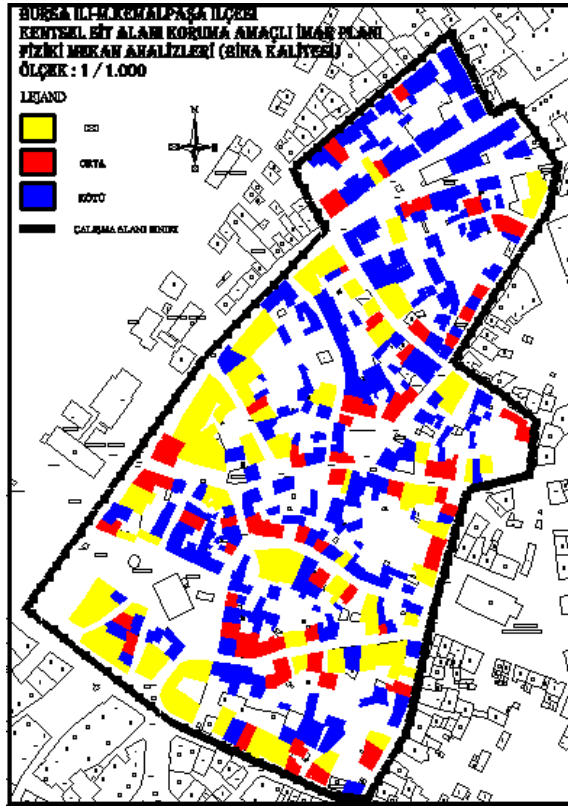 BURSA İLİ-M.KEMALPAŞA İLÇESİ
KENTSEL SİT ALANI KORUMA AMAÇLI İMAR PLANI
FİZİKİ MEKAN ANALİZLERİ (BİNA KALİTESİ)
ÖLÇEK : 1 / 1.000
LEJAND
N
ORTA
KÖTÜ
ÇALIŞMA ALANI SINIRI